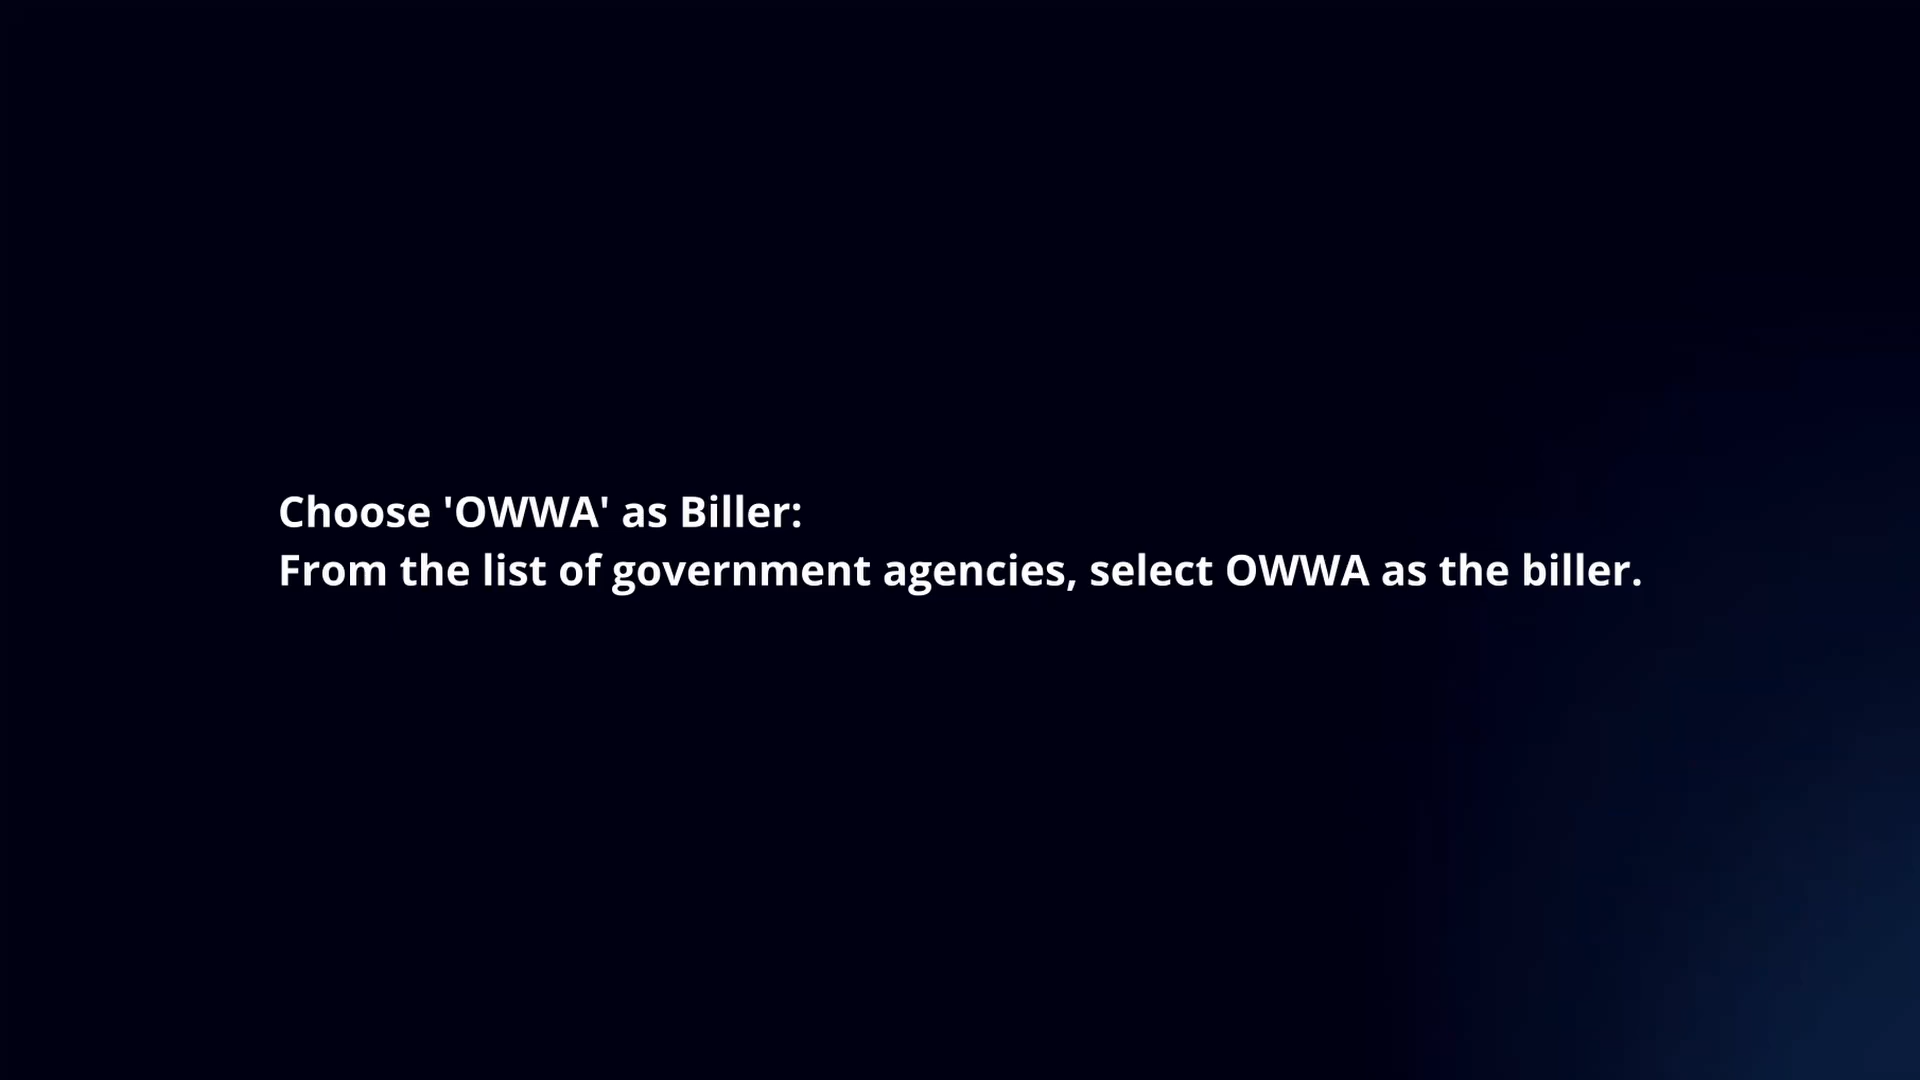 Choose 'OWWA' as Biller:
From the list of government agencies, select OWWA as the biller.